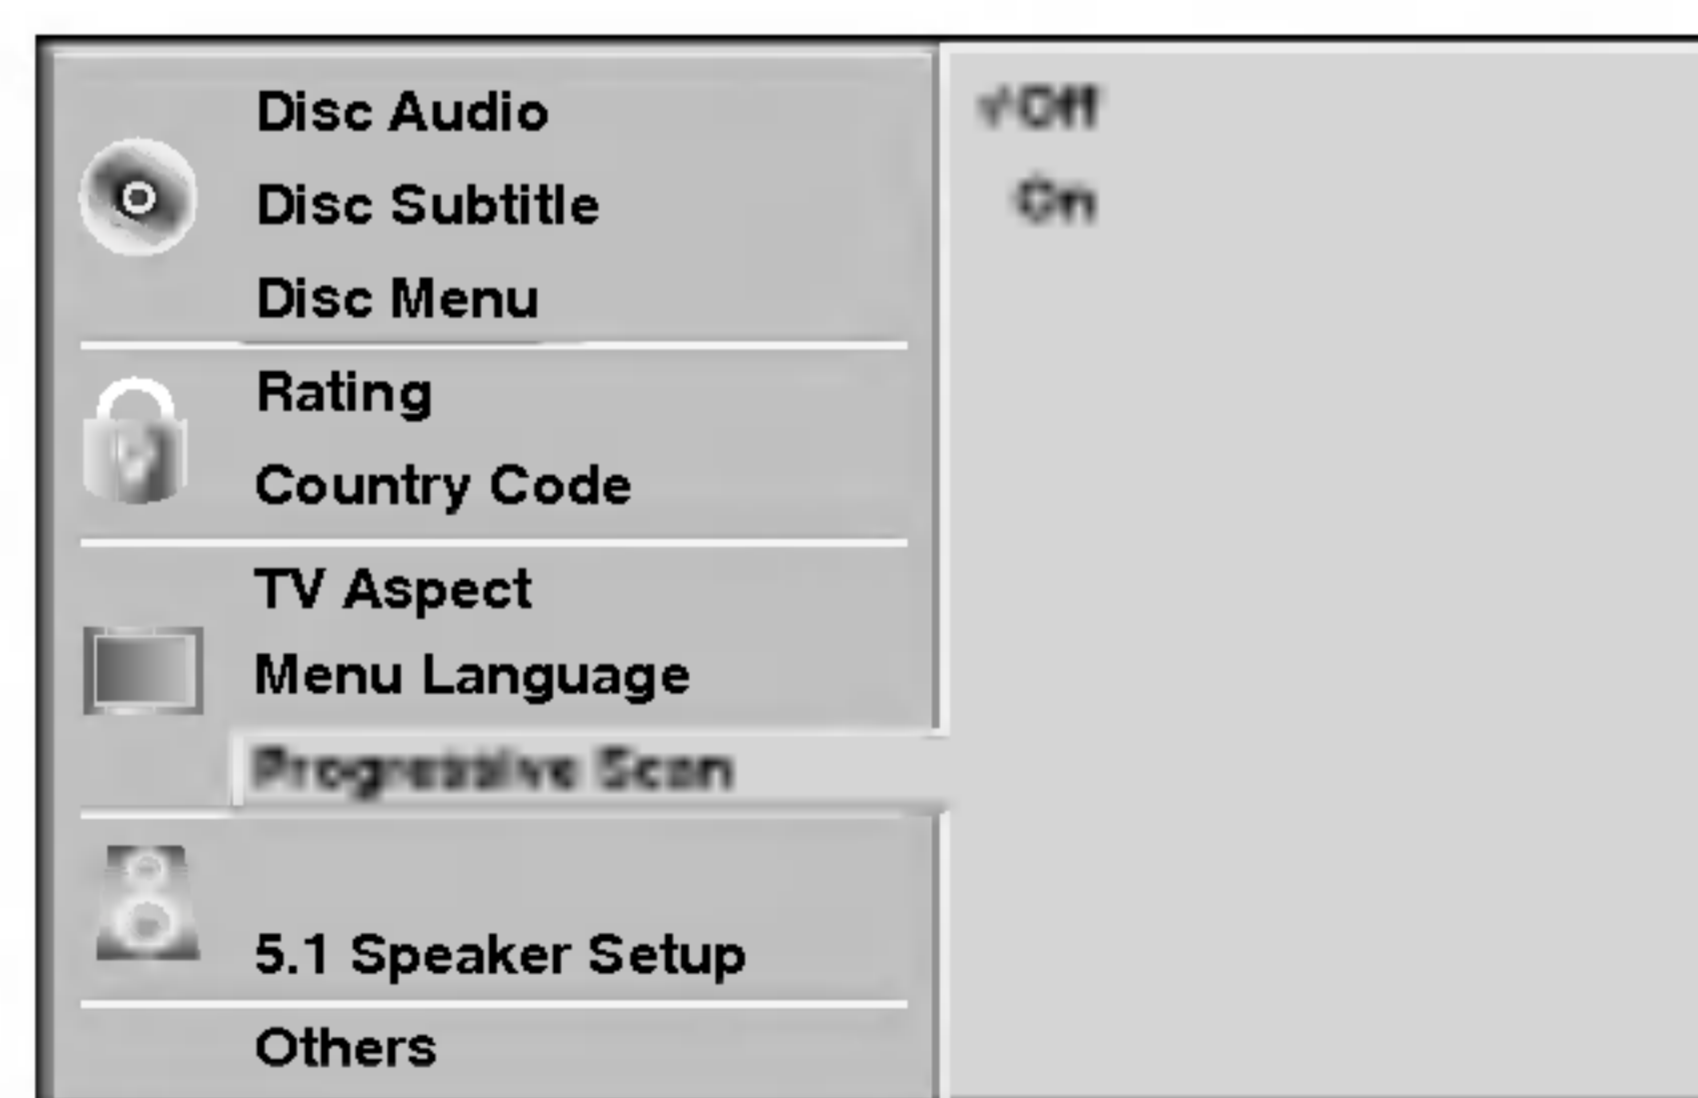 Disc Audio
Disc Subtitle
Disc Menu
Rating
Country Code
TV Aspect
Menu Language
Progressive Scan
5.1 Speaker Setup
Others
✓Off
On